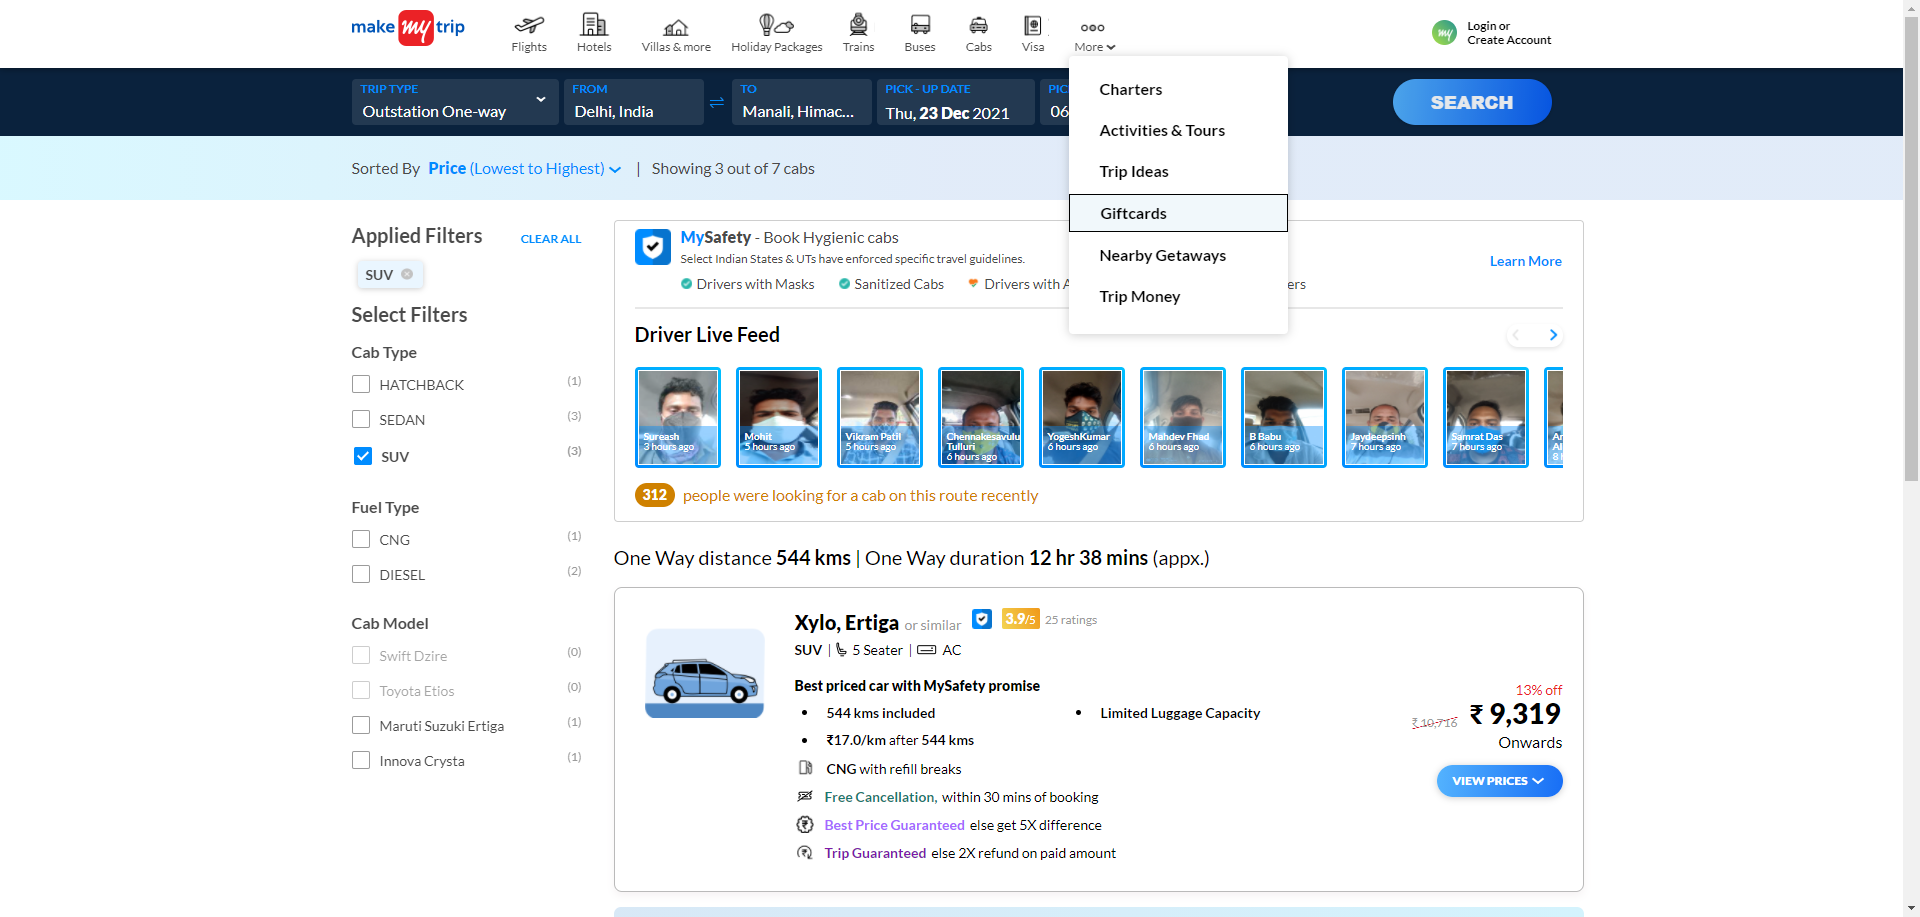 make my trip
Flights
Hotels
Villas & more
Holiday Packages
Trains
Buses
Cabs
Visa
More
my
Login or
Create Account
TRIP TYPE
Outstation One-way
FROM
Delhi, India
TO
Manali, Himac...
PICK - UP DATE
Thu, 23 Dec 2021
PIC
06
SEARCH
Charters
Activities & Tours
Trip Ideas
Giftcards
Nearby Getaways
Trip Money
Sorted By Price (Lowest to Highest) | Showing 3 out of 7 cabs
Applied Filters
CLEAR ALL
SUV
Select Filters
Cab Type
HATCHBACK (1)
SEDAN (3)
SUV (3)
Fuel Type
CNG (1)
DIESEL (2)
Cab Model
Swift Dzire (0)
Toyota Etios (0)
Maruti Suzuki Ertiga (1)
Innova Crysta (1)
MySafety - Book Hygienic cabs
Select Indian States & UTs have enforced specific travel guidelines.
Drivers with Masks
Sanitized Cabs
Drivers with A
ers
Learn More
Driver Live Feed
Sureash
3 hours ago
Mohit
5 hours ago
Vikram Patil
5 hours ago
Chennakesavulu
Tulluri
6 hours ago
YogeshKumar
6 hours ago
Mahdev Fhad
6 hours ago
B Babu
6 hours ago
Jaydeepsinh
7 hours ago
Samrat Das
7 hours ago
312 people were looking for a cab on this route recently
One Way distance 544 kms | One Way duration 12 hr 38 mins (appx.)
Xylo, Ertiga or similar 3.9/5 25 ratings
SUV | 5 Seater | AC
Best priced car with MySafety promise
• 544 kms included
• Limited Luggage Capacity
• ₹17.0/km after 544 kms
CNG with refill breaks
Free Cancellation, within 30 mins of booking
Best Price Guaranteed else get 5X difference
Trip Guaranteed else 2X refund on paid amount
13% off
₹ 10,716 ₹ 9,319
Onwards
VIEW PRICES